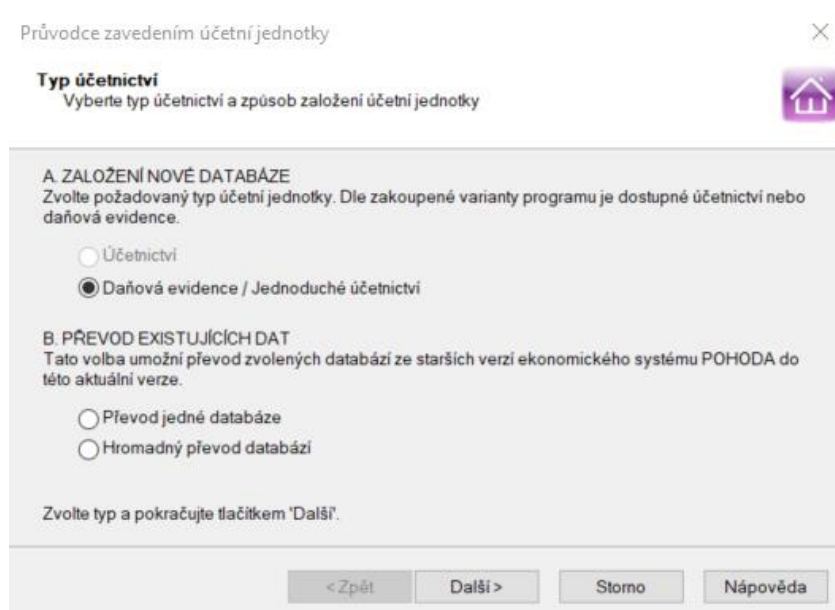 Průvodce zavedením účetní jednotky
Typ účetnictví
Vyberte typ účetnictví a způsob založení účetní jednotky
A. ZALOŽENÍ NOVÉ DATABÁZE
Zvolte požadovaný typ účetní jednotky. Dle zakoupené varianty programu je dostupné účetnictví nebo
daňová evidence.
Účetnictví
Daňová evidence / Jednoduché účetnictví
B. PŘEVOD EXISTUJÍCÍCH DAT
Tato volba umožní převod zvolených databází ze starších verzí ekonomického systému POHODA do
této aktuální verze.
Převod jedné databáze
Hromadný převod databází
Zvolte typ a pokračujte tlačítkem 'Další'.
< Zpět Další > Storno Nápověda